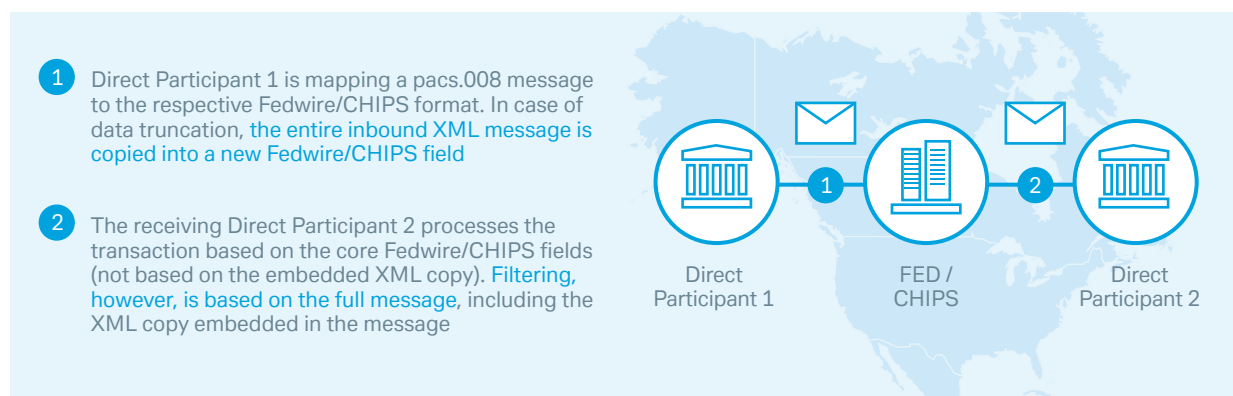 1
Direct Participant 1 is mapping a pacs.008 message
to the respective Fedwire/CHIPS format. In case of
data truncation, the entire inbound XML message is
copied into a new Fedwire/CHIPS field
2
The receiving Direct Participant 2 processes the
transaction based on the core Fedwire/CHIPS fields
(not based on the embedded XML copy). Filtering,
however, is based on the full message, including the
XML copy embedded in the message
1
2
Direct
Participant 1
FED /
CHIPS
Direct
Participant 2